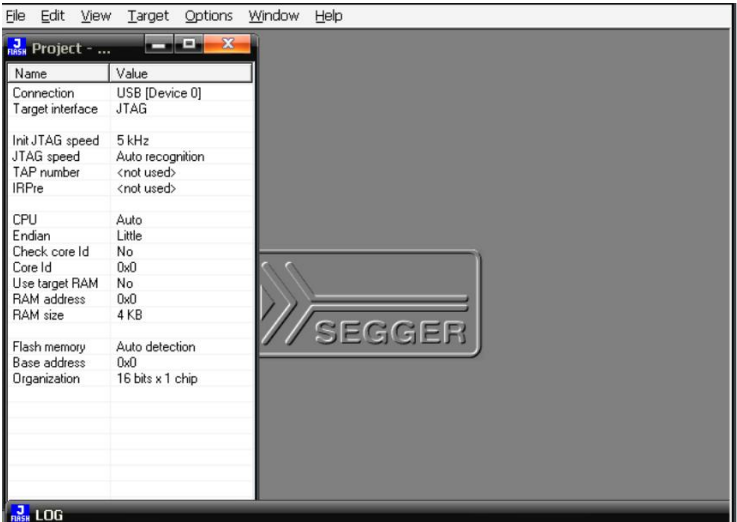 File Edit View Target Options Window Help
J FLASH Project - ...
Name Value
Connection USB [Device 0]
Target interface JTAG
Init JTAG speed 5 kHz
JTAG speed Auto recognition
TAP number <not used>
IRPre <not used>
CPU Auto
Endian Little
Check core Id No
Core Id 0x0
Use target RAM No
RAM address 0x0
RAM size 4 KB
Flash memory Auto detection
Base address 0x0
Organization 16 bits x 1 chip
SEGGER
J FLASH LOG